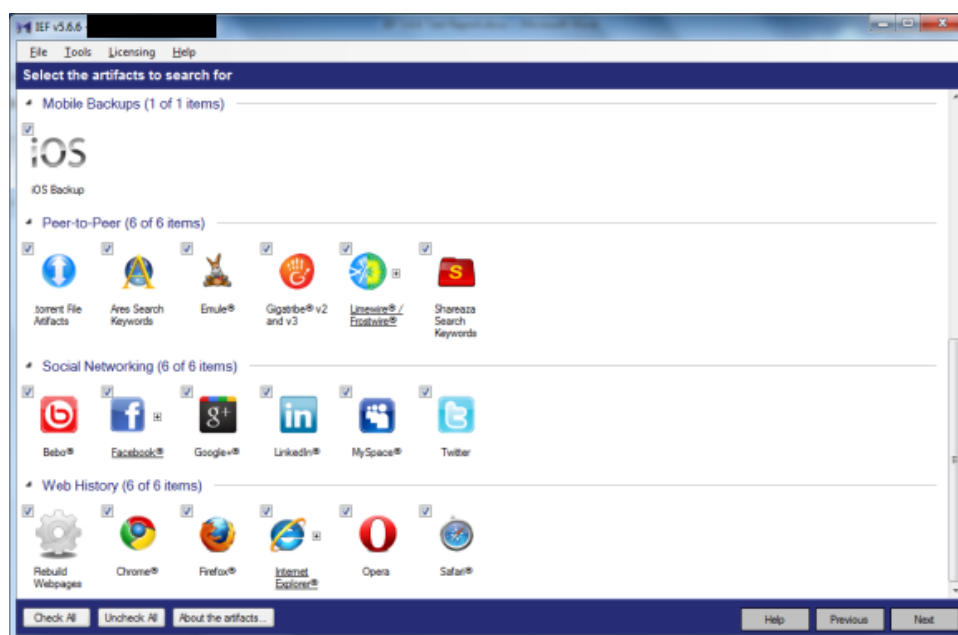 IEF v5.6.6 -
File Tools Licensing Help
Select the artifacts to search for
Mobile Backups (1 of 1 items)
iOS
iOS Backup
Peer-to-Peer (6 of 6 items)
.torrent File
Artifacts
Ares Search
Keywords
Emule®
Gigatribe® v2
and v3
Limewire® /
Frostwire®
S
Shareaza
Search
Keywords
Social Networking (6 of 6 items)
Bebo®
f
Facebook®
g+
Google+®
in
LinkedIn®
MySpace®
Twitter
Web History (6 of 6 items)
Rebuild
Webpages
Chrome®
Firefox®
Internet
Explorer®
Opera
Safari®
Check All Uncheck All About the artifacts... Help Previous Next